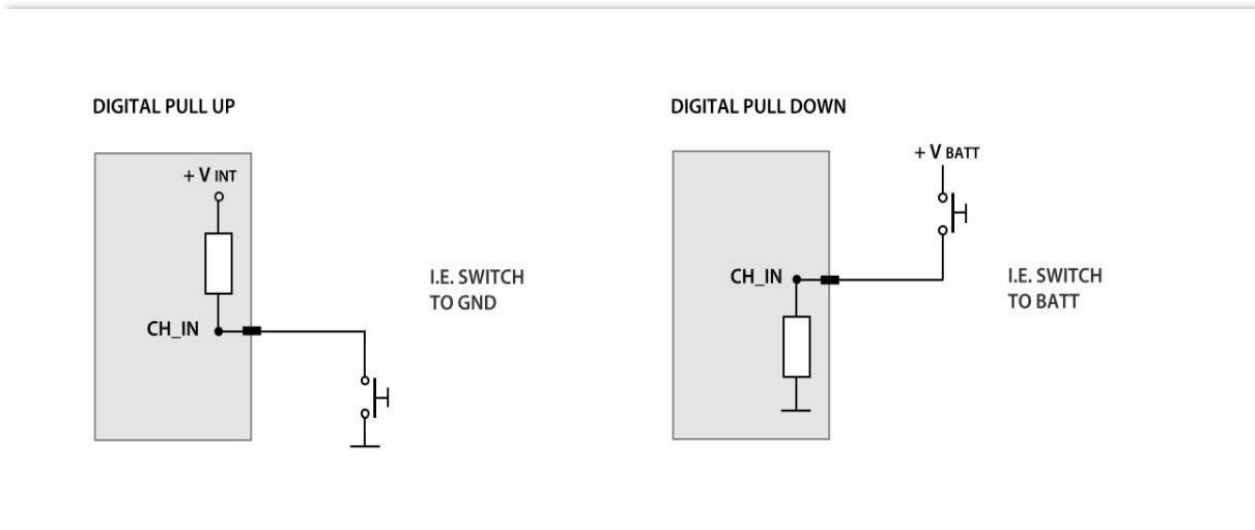 DIGITAL PULL UP
+ V INT
CH_IN
I.E. SWITCH
TO GND
DIGITAL PULL DOWN
+ V BATT
CH_IN
I.E. SWITCH
TO BATT